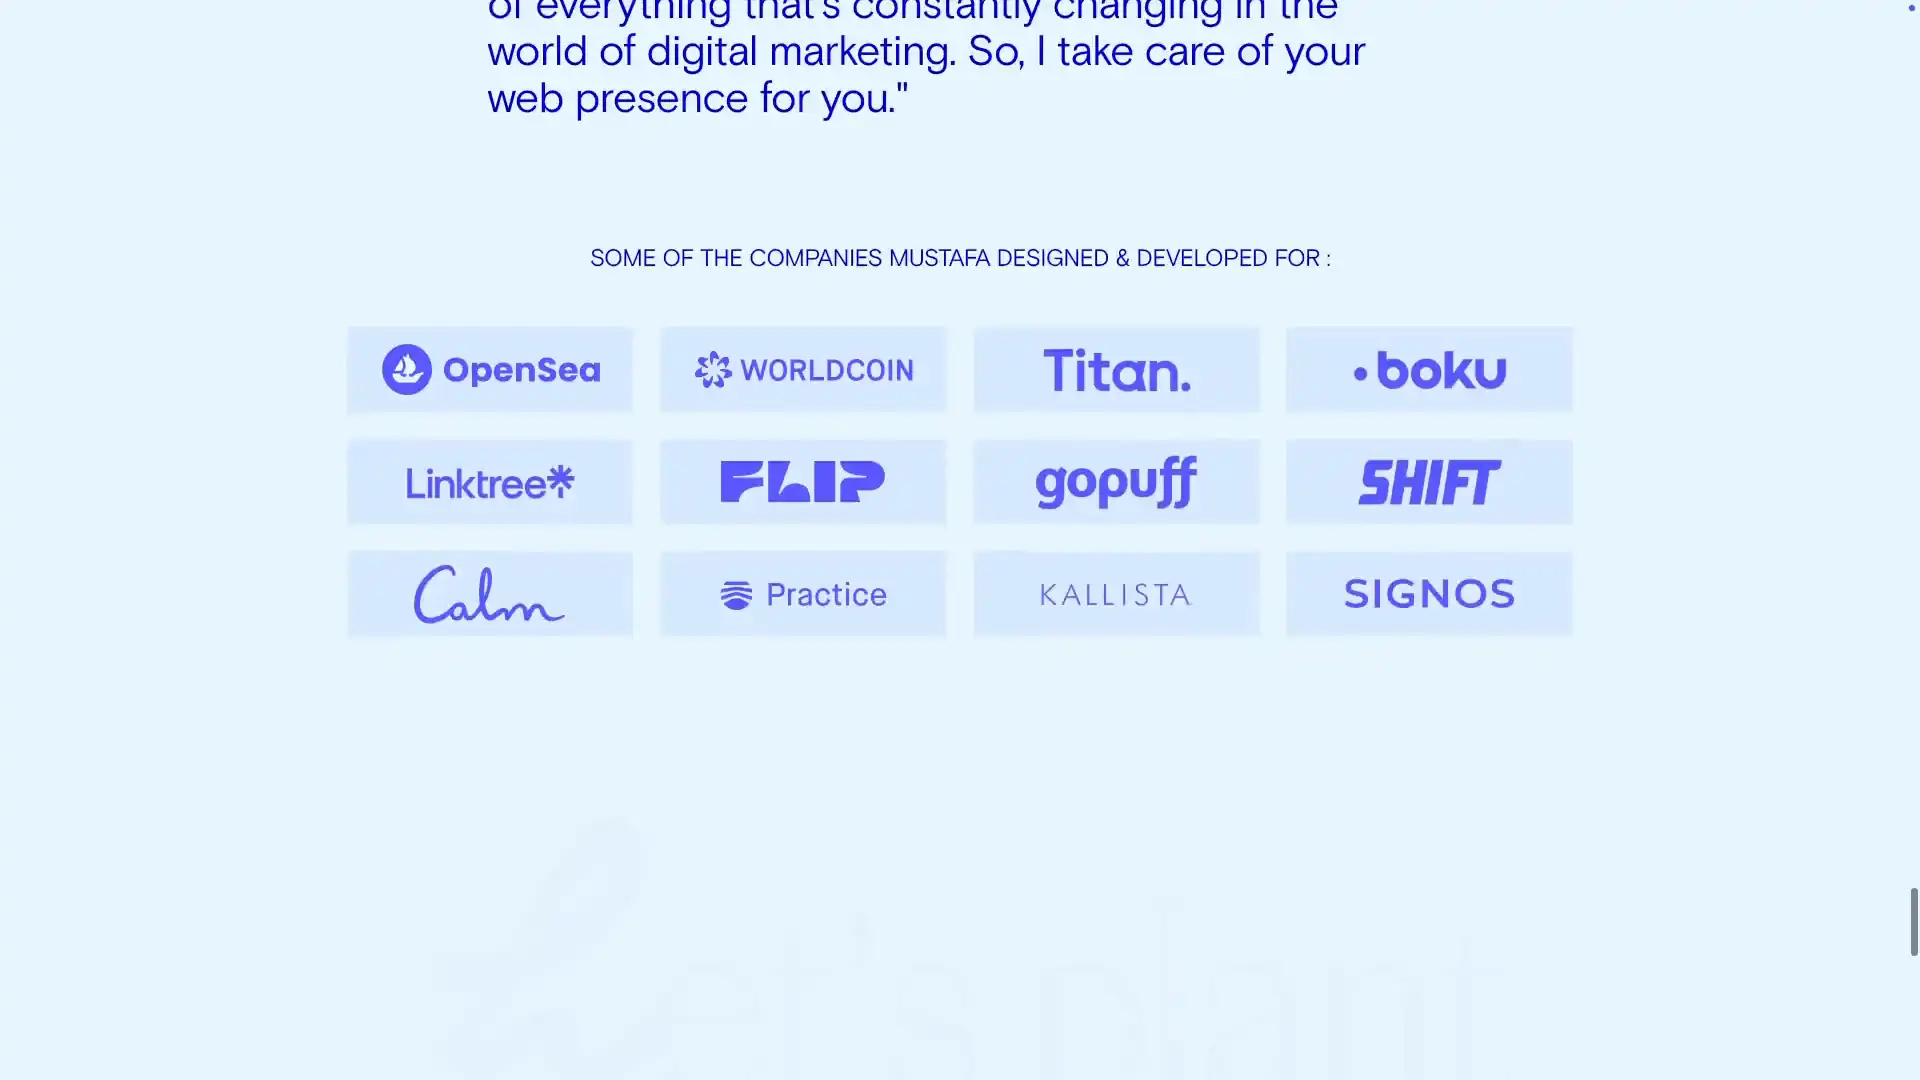 of everything that's constantly changing in the
world of digital marketing. So, I take care of your
web presence for you."
SOME OF THE COMPANIES MUSTAFA DESIGNED & DEVELOPED FOR :
OpenSea
WORLDCOIN
Titan.
boku
Linktree
FLIP
gopuff
SHIFT
Calm
Practice
KALLISTA
SIGNOS
Let's plant